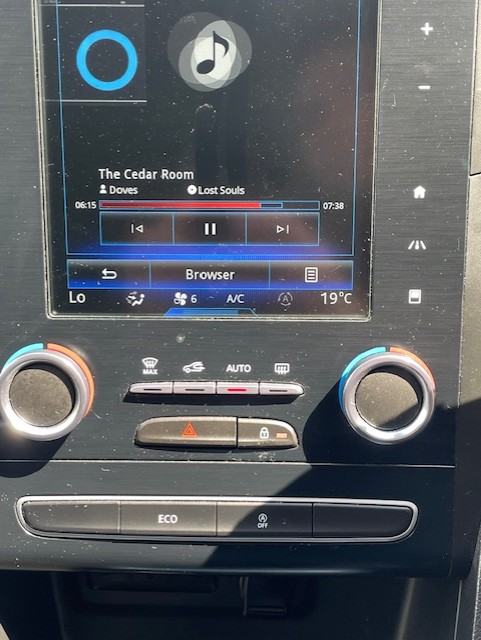 The Cedar Room
Doves Lost Souls
06:15 07:38
Browser
Lo 6 A/C A 19°C
MAX AUTO
ECO A OFF